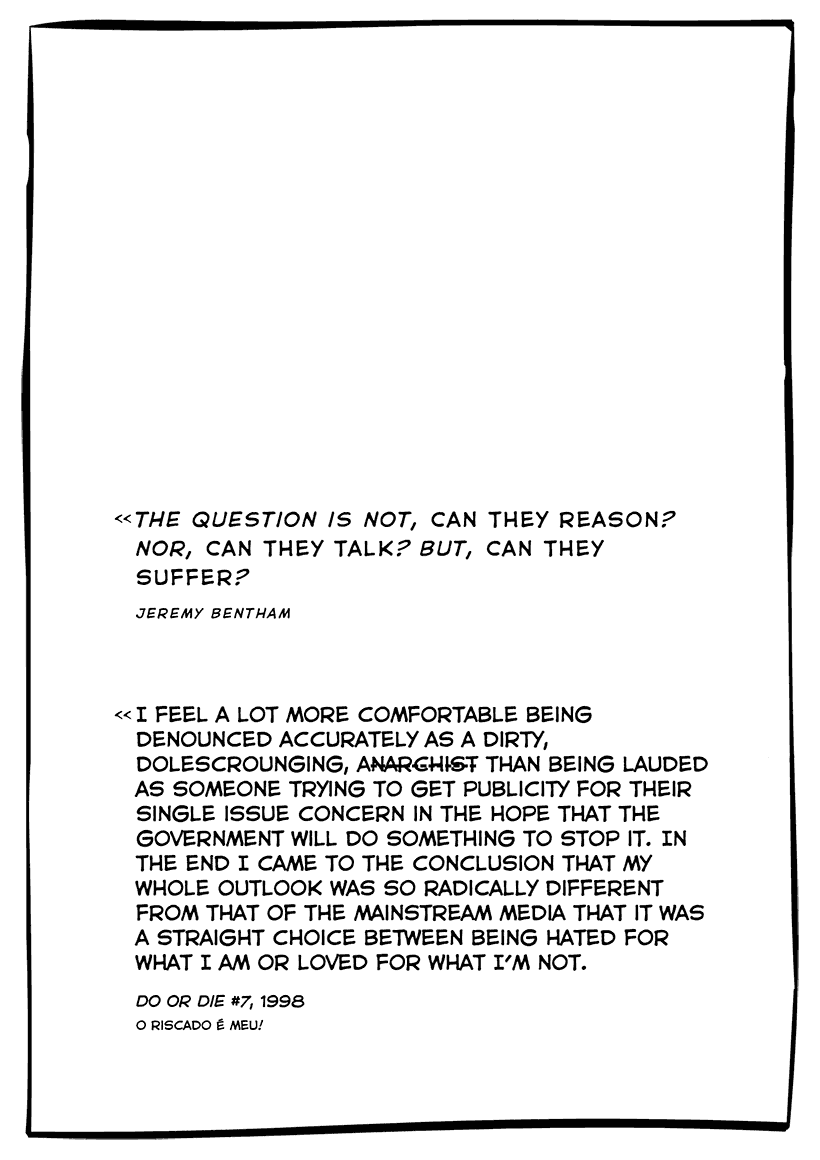 <<THE QUESTION IS NOT, CAN THEY REASON?
NOR, CAN THEY TALK? BUT, CAN THEY
SUFFER?
JEREMY BENTHAM
<<I FEEL A LOT MORE COMFORTABLE BEING
DENOUNCED ACCURATELY AS A DIRTY,
DOLESCROUNGING, ANARCHIST THAN BEING LAUDED
AS SOMEONE TRYING TO GET PUBLICITY FOR THEIR
SINGLE ISSUE CONCERN IN THE HOPE THAT THE
GOVERNMENT WILL DO SOMETHING TO STOP IT. IN
THE END I CAME TO THE CONCLUSION THAT MY
WHOLE OUTLOOK WAS SO RADICALLY DIFFERENT
FROM THAT OF THE MAINSTREAM MEDIA THAT IT WAS
A STRAIGHT CHOICE BETWEEN BEING HATED FOR
WHAT I AM OR LOVED FOR WHAT I'M NOT.
DO OR DIE #7, 1998
O RISCADO É MEU!